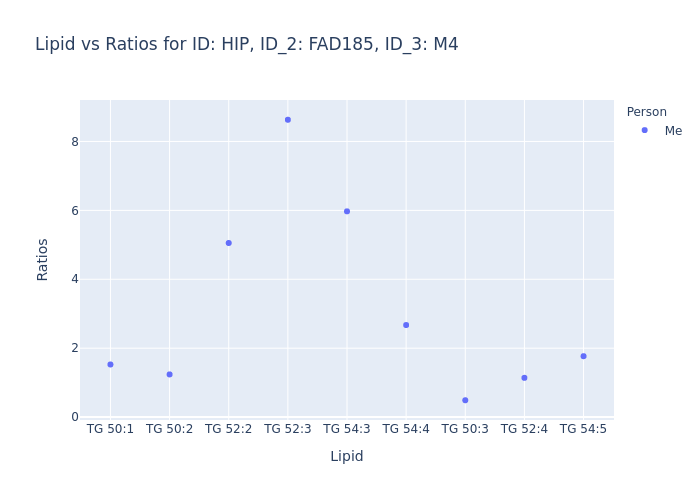 Lipid vs Ratios for ID: HIP, ID_2: FAD185, ID_3: M4
Person
Me
8
6
4
2
0
Ratios
TG 50:1 TG 50:2 TG 52:2 TG 52:3 TG 54:3 TG 54:4 TG 50:3 TG 52:4 TG 54:5
Lipid